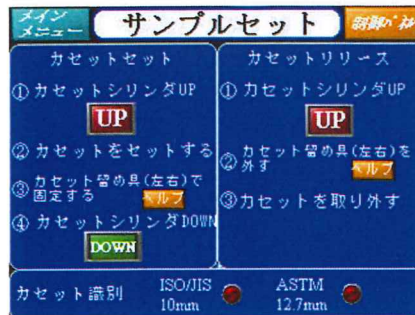 メイン
メニュー
サンプルセット
カセットセット
①カセットシリンダUP
UP
②カセットをセットする
③カセット留め具(左右)で
固定する
ヘルプ
④カセットシリンダDOWN
DOWN
カセットリリース
①カセットシリンダUP
UP
②カセット留め具(左右)を
外す
ヘルプ
③カセットを取り外す
カセット識別
ISO/JIS
10mm
ASTM
12.7mm